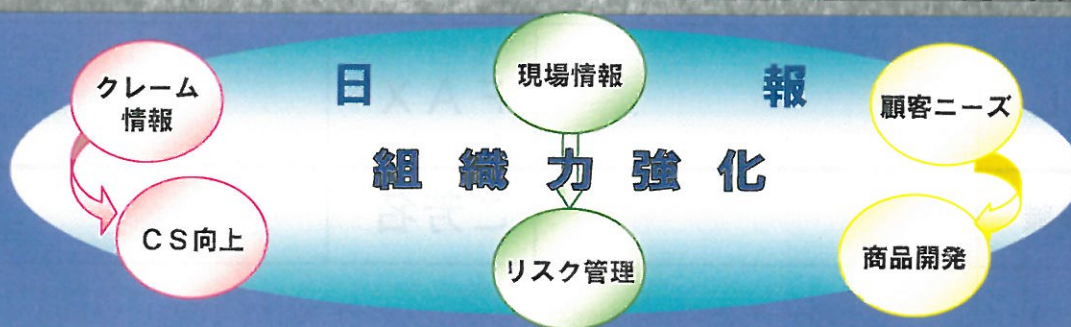 日報
組織力強化
クレーム
情報
CS向上
現場情報
リスク管理
顧客ニーズ
商品開発